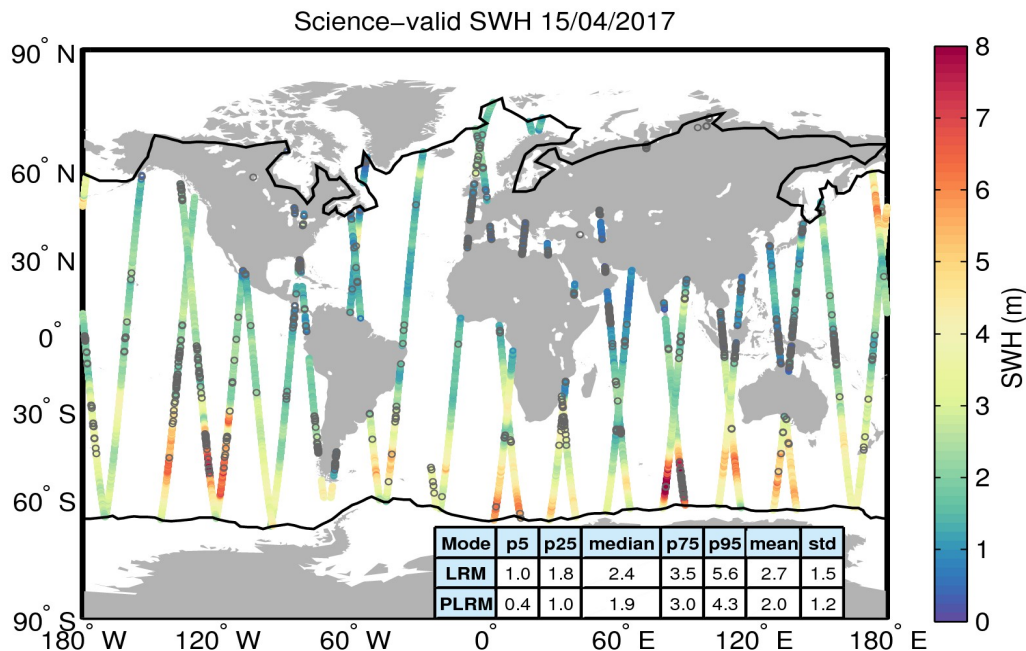 Science−valid SWH 15/04/2017
90° N
60° N
30° N
0°
30° S
60° S
90° S
180° W
120° W
60° W
0°
60° E
120° E
180° E
8
7
6
5
4
3
2
1
0
SWH (m)
Mode p5 p25 median p75 p95 mean std
LRM 1.0 1.8 2.4 3.5 5.6 2.7 1.5
PLRM 0.4 1.0 1.9 3.0 4.3 2.0 1.2